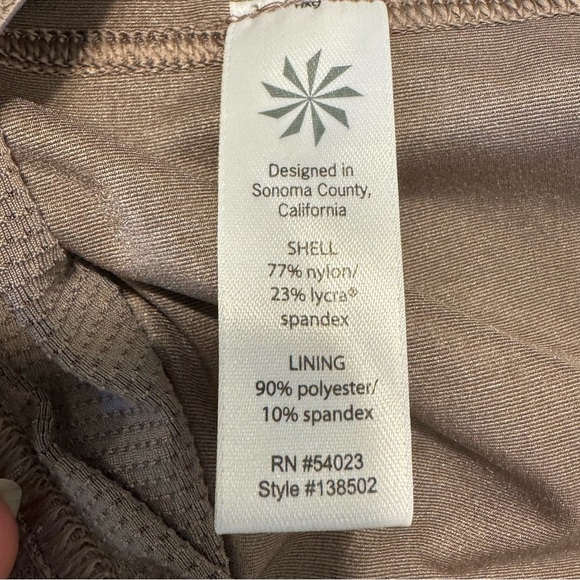 Designed in
Sonoma County,
California
SHELL
77% nylon/
23% lycra®
spandex
LINING
90% polyester/
10% spandex
RN #54023
Style #138502